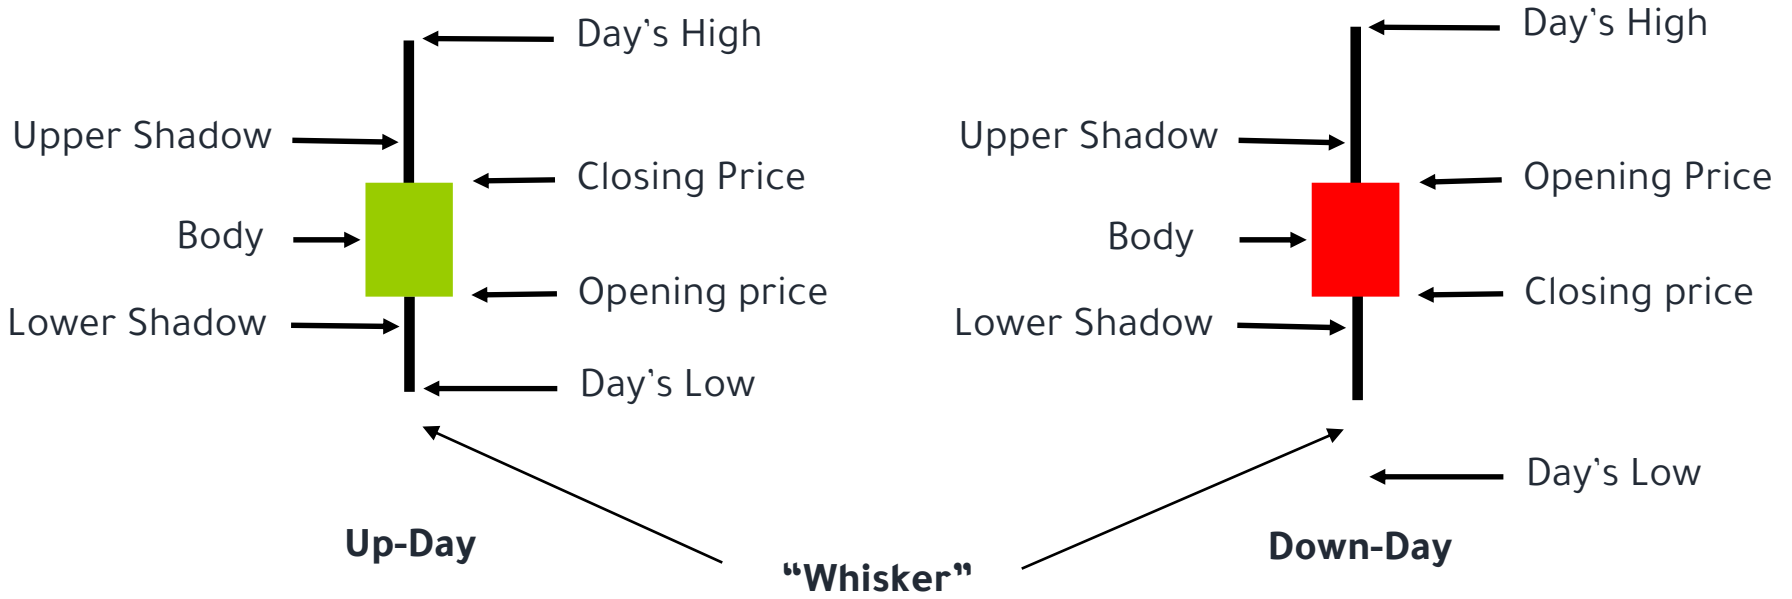 Day’s High
Upper Shadow
Closing Price
Body
Opening price
Lower Shadow
Day’s Low
Up-Day
Day’s High
Upper Shadow
Opening Price
Body
Closing price
Lower Shadow
Day’s Low
Down-Day
“Whisker”